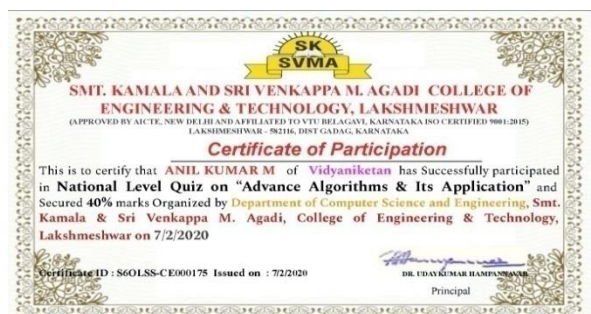 SK
SVMA
SMT. KAMALA AND SRI VENKAPPA M. AGADI COLLEGE OF
ENGINEERING & TECHNOLOGY, LAKSHMESHWAR
(APPROVED BY AICTE, NEW DELHI AND AFFILIATED TO VTU BELAGAVI, KARNATAKA ISO CERTIFIED 9001:2015)
LAKSHMESHWAR - 582116, DIST GADAG, KARNATAKA
Certificate of Participation
This is to certify that ANIL KUMAR M of Vidyaniketan has Successfully participated
in National Level Quiz on “Advance Algorithms & Its Application” and
Secured 40% marks Organized by Department of Computer Science and Engineering, Smt.
Kamala & Sri Venkappa M. Agadi, College of Engineering & Technology,
Lakshmeshwar on 7/2/2020
Certificate ID : S6OLSS-CE000175 Issued on : 7/2/2020
DR. UDAYKUMAR HAMPANNAVAR
Principal